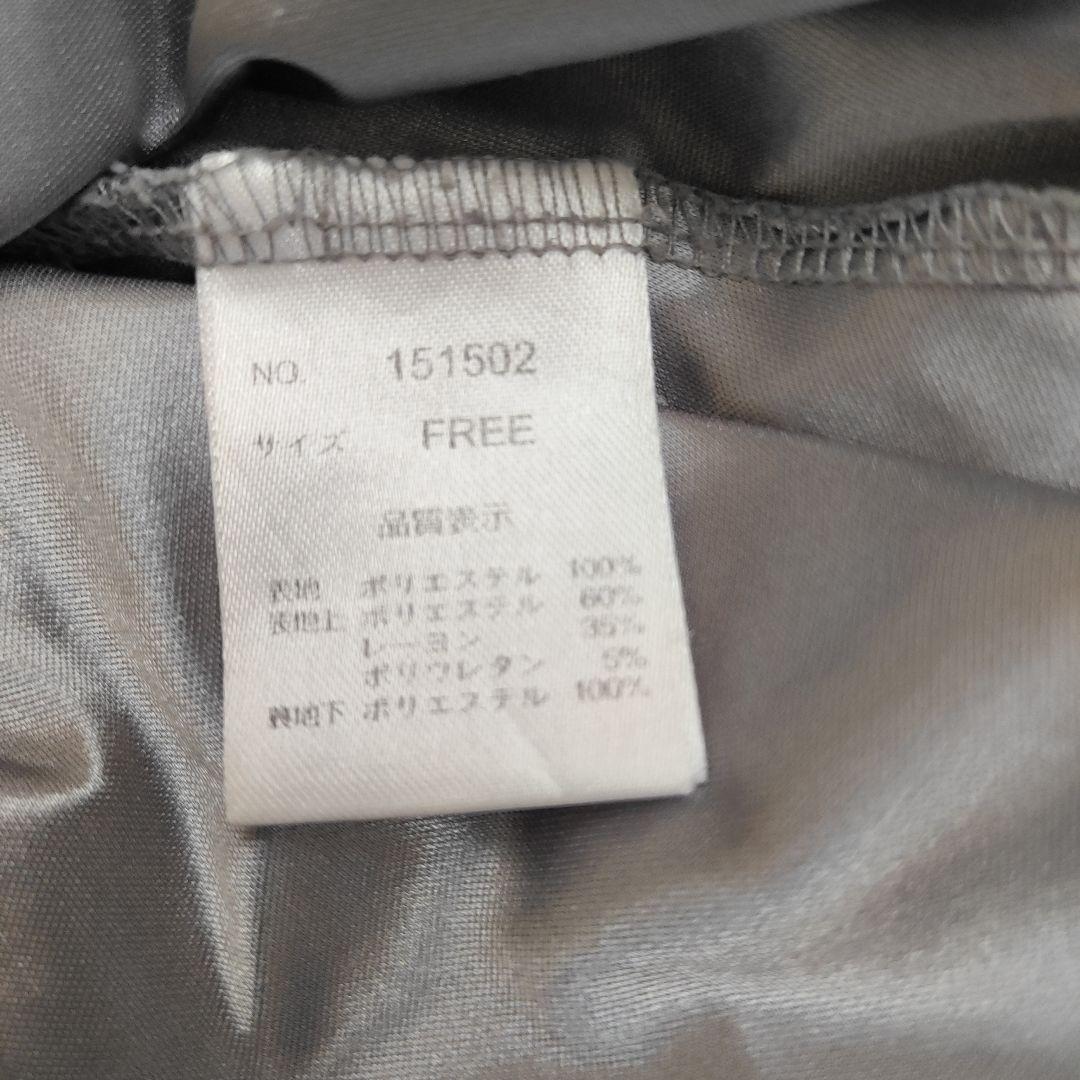 NO. 151502
サイズ FREE
品質表示
表地 ポリエステル 100%
表地上 ポリエステル 60%
レーヨン 35%
ポリウレタン 5%
裏地下 ポリエステル 100%